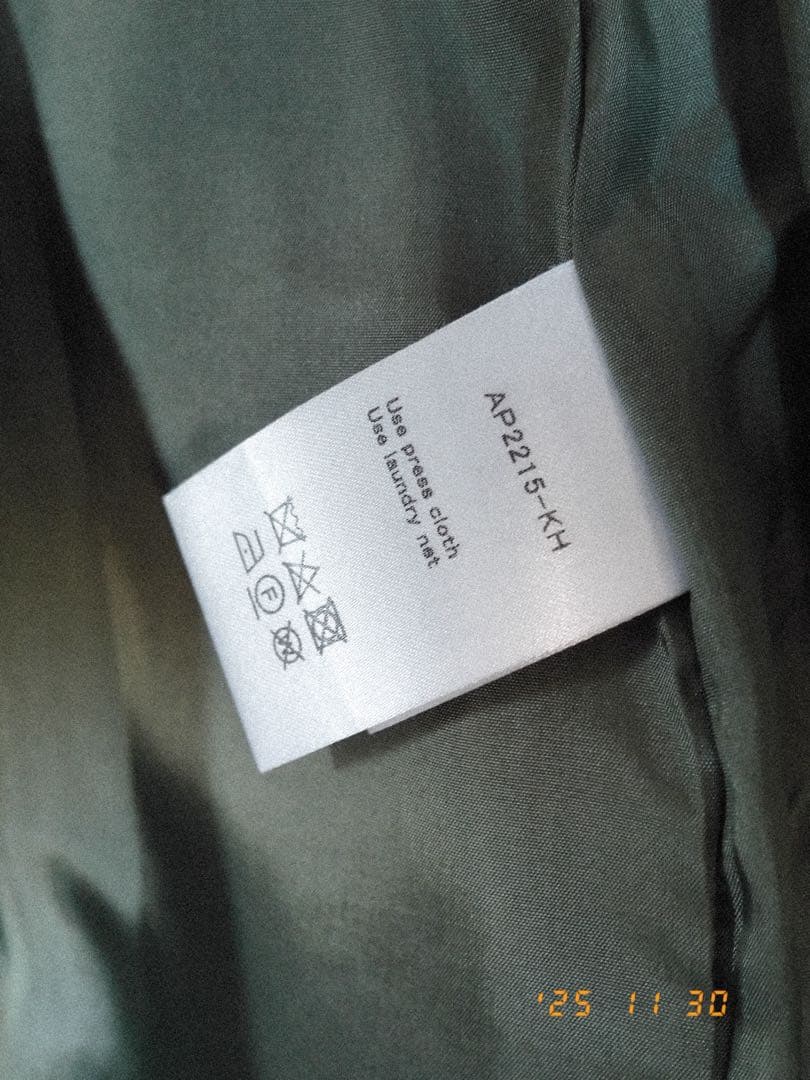 AP2215-KH
Use press cloth
Use laundry net
F
W
'25 11 30